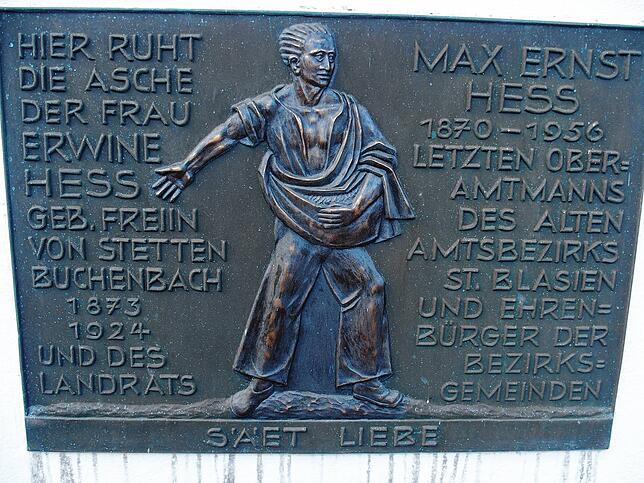 HIER RUHT
DIE ASCHE
DER FRAU
ERWINE
HESS
GEB. FREIIN
VON STETTEN
BUCHENBACH
1873
1924
UND DES
LANDRATS
MAX ERNST
HESS
1870 - 1956
LETZTEN OBER=
AMTMANNS
DES ALTEN
AMTSBEZIRKS
ST. BLASIEN
UND EHREN=
BÜRGER DER
BEZIRKS=
GEMEINDEN
SÄET LIEBE